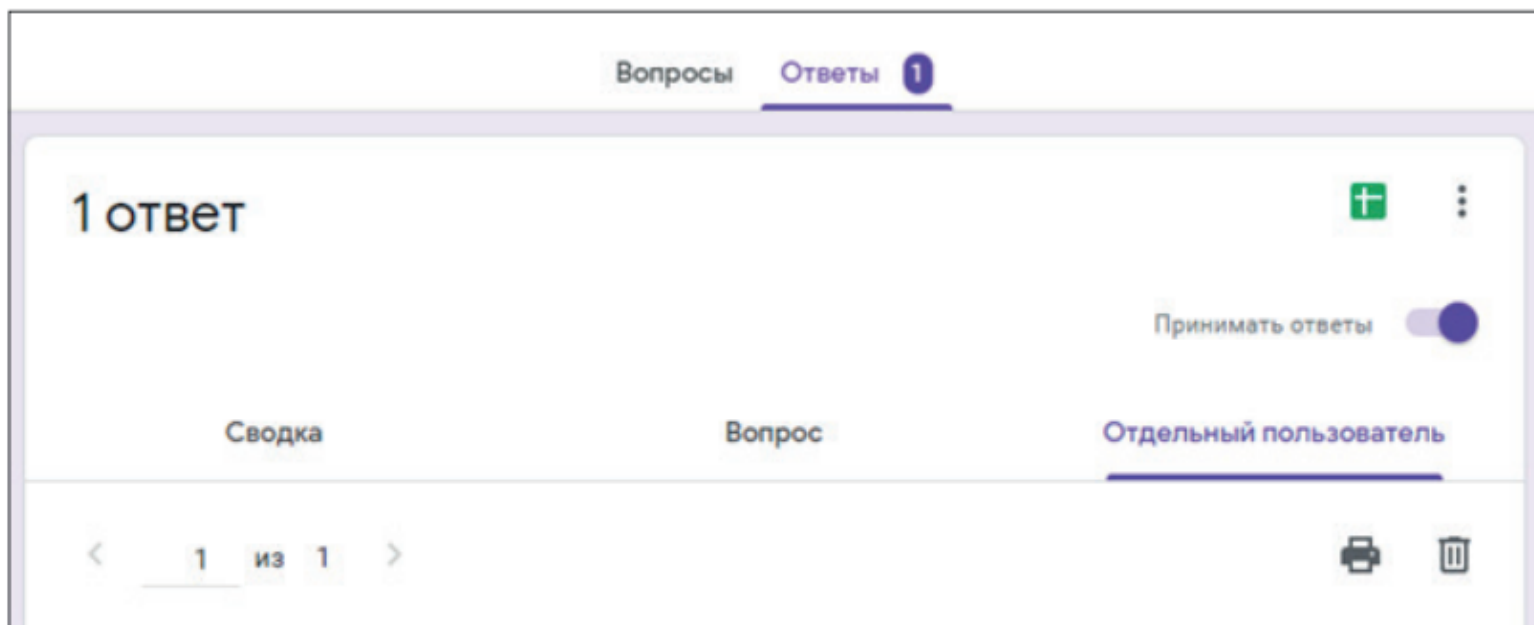 Вопросы Ответы 1
1 ответ
Принимать ответы
Сводка Вопрос Отдельный пользователь
1 из 1